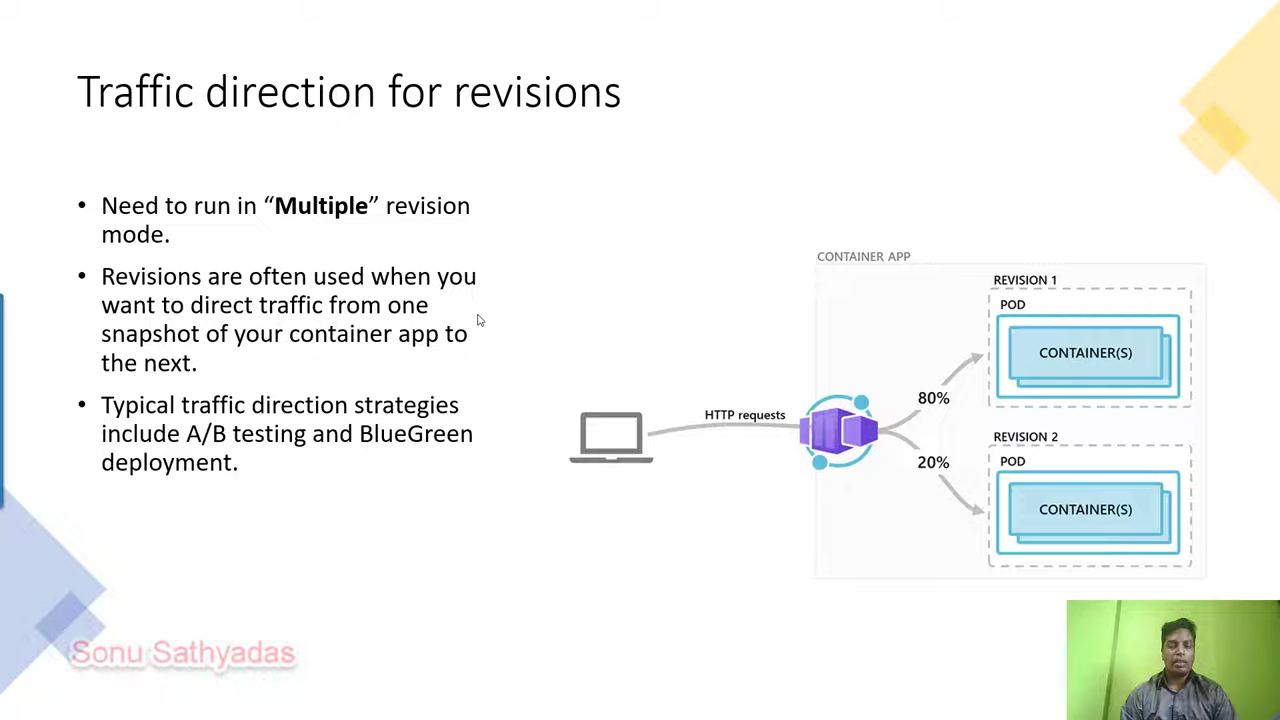 Traffic direction for revisions
• Need to run in “Multiple” revision
mode.
• Revisions are often used when you
want to direct traffic from one
snapshot of your container app to
the next.
• Typical traffic direction strategies
include A/B testing and BlueGreen
deployment.
CONTAINER APP
HTTP requests
80%
20%
REVISION 1
POD
CONTAINER(S)
REVISION 2
POD
CONTAINER(S)
Sonu Sathyadas